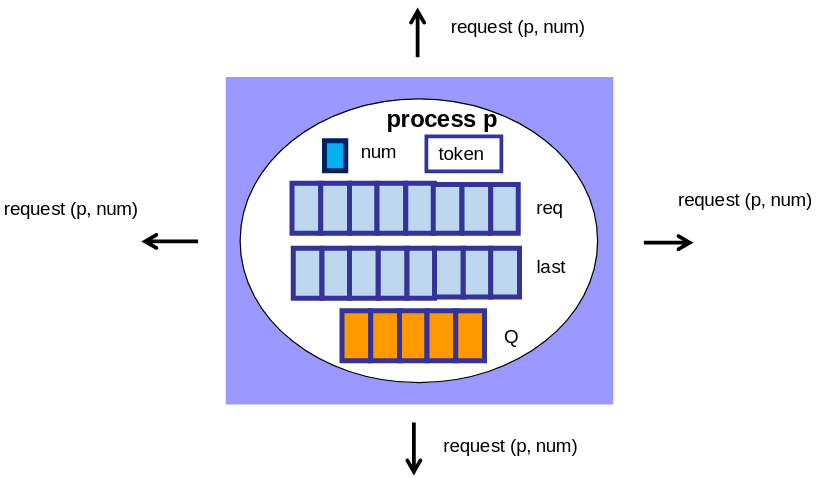 request (p, num)
process p
num
token
request (p, num)
req
request (p, num)
last
Q
request (p, num)